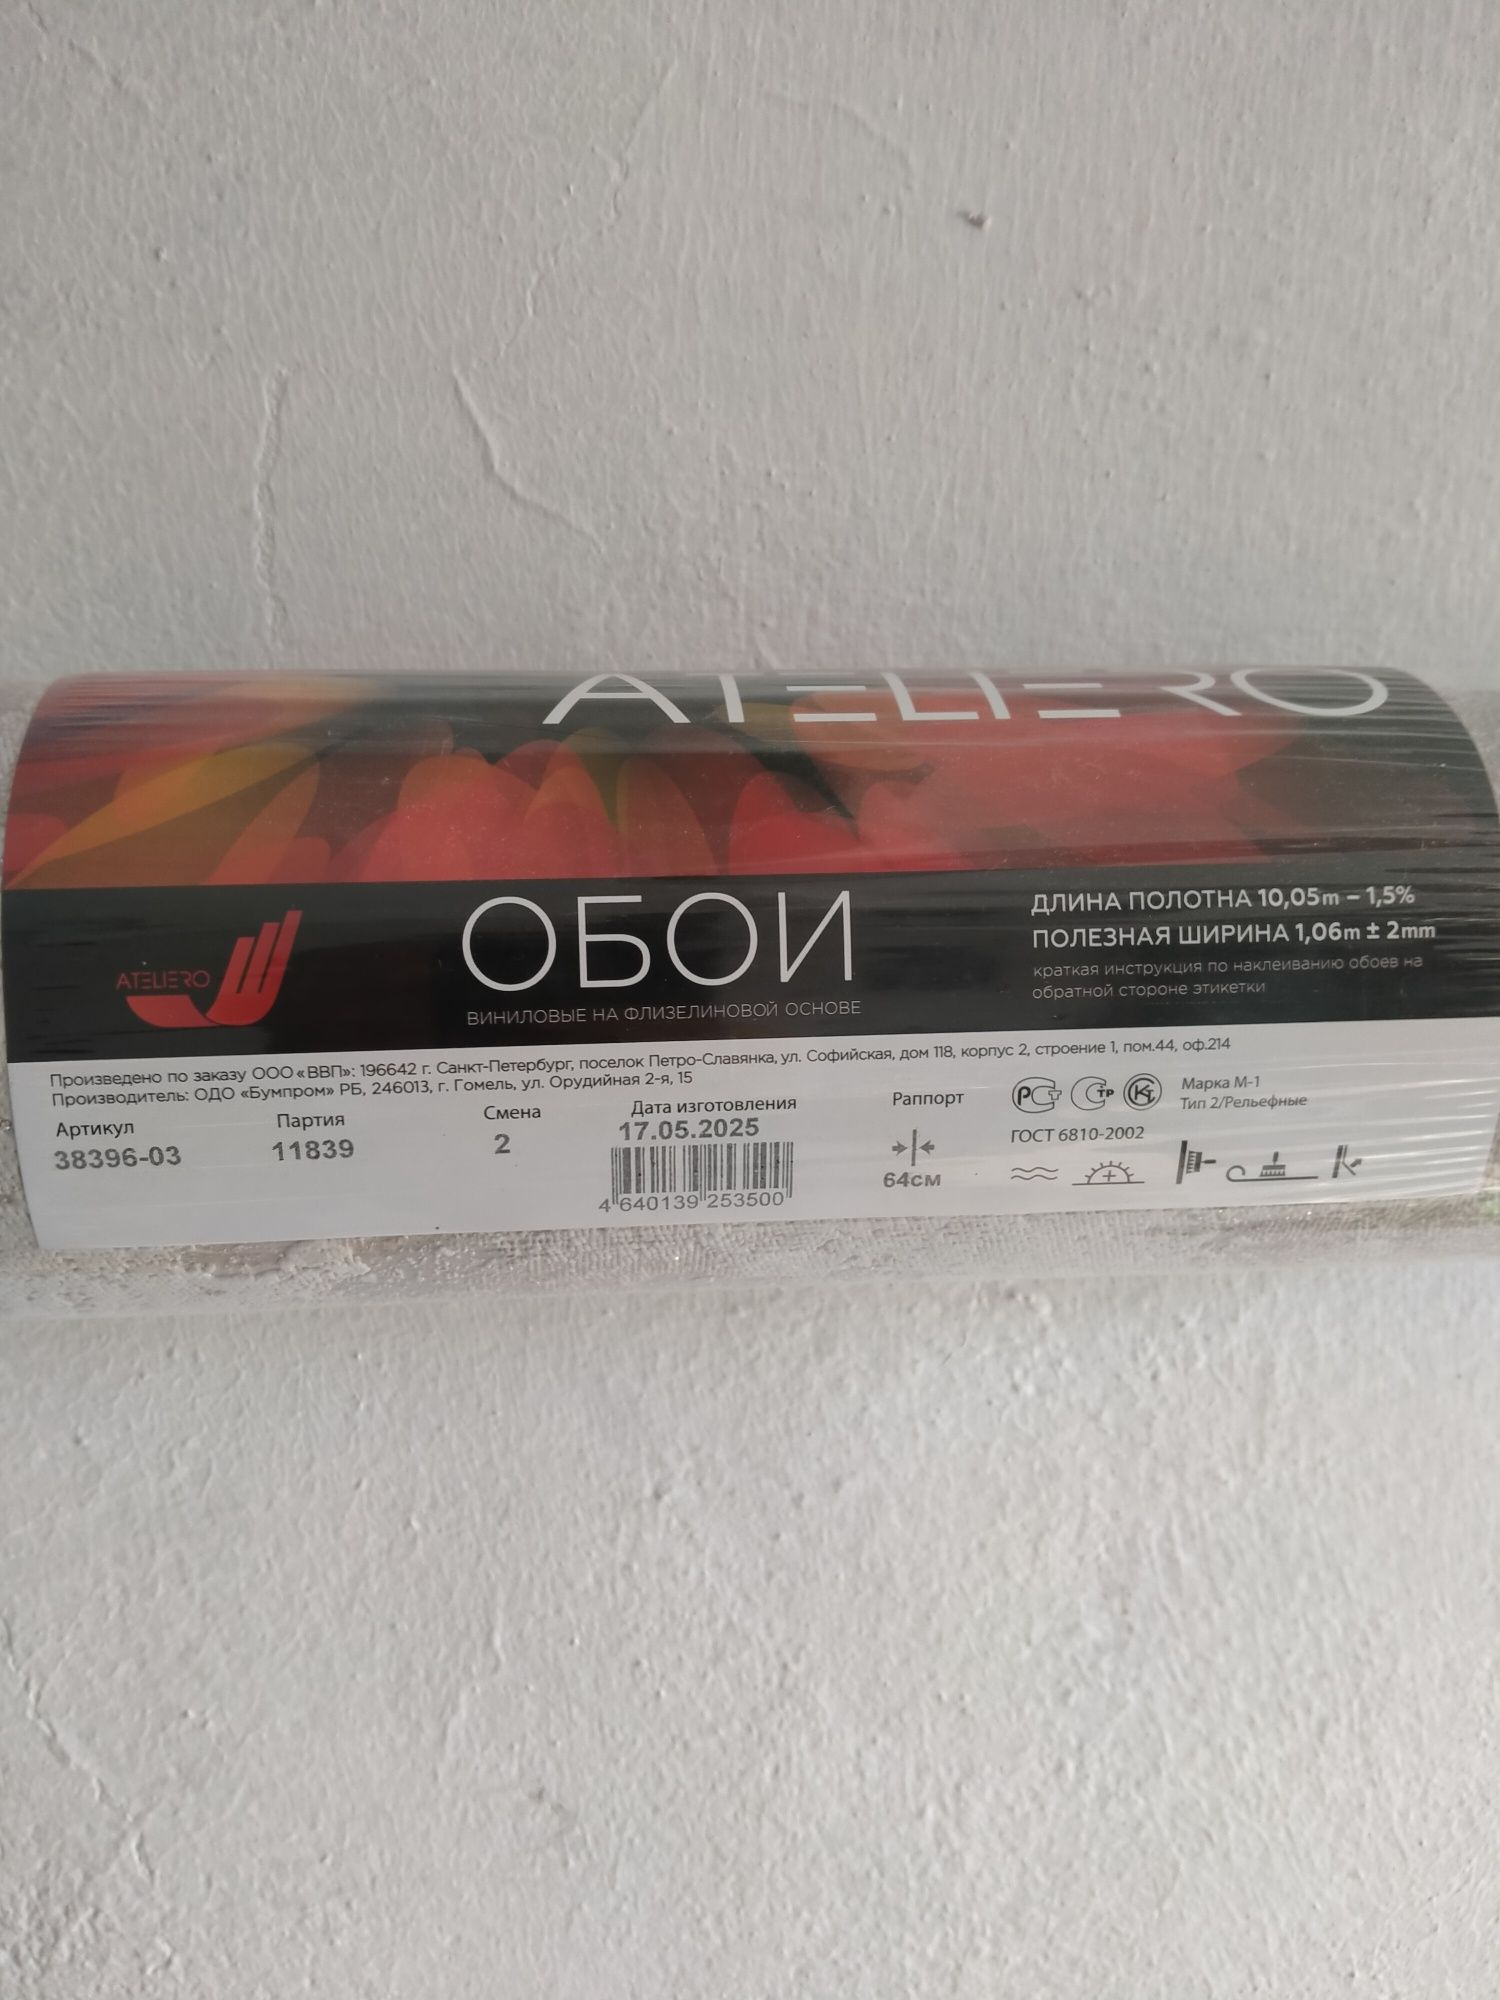 ATELIERO
ATELIERO
ОБОИ
ВИНИЛОВЫЕ НА ФЛИЗЕЛИНОВОЙ ОСНОВЕ
ДЛИНА ПОЛОТНА 10,05m – 1,5%
ПОЛЕЗНАЯ ШИРИНА 1,06m ± 2mm
краткая инструкция по наклеиванию обоев на
обратной стороне этикетки
Произведено по заказу ООО «ВВП»: 196642 г. Санкт-Петербург, поселок Петро-Славянка, ул. Софийская, дом 118, корпус 2, строение 1, пом.44, оф.214
Производитель: ОДО «Бумпром» РБ, 246013, г. Гомель, ул. Орудийная 2-я, 15
Артикул
38396-03
Партия
11839
Смена
2
Дата изготовления
17.05.2025
4 640139 253500
Раппорт
64см
РСТ СТР КС
Марка М-1
Тип 2/Рельефные
ГОСТ 6810-2002